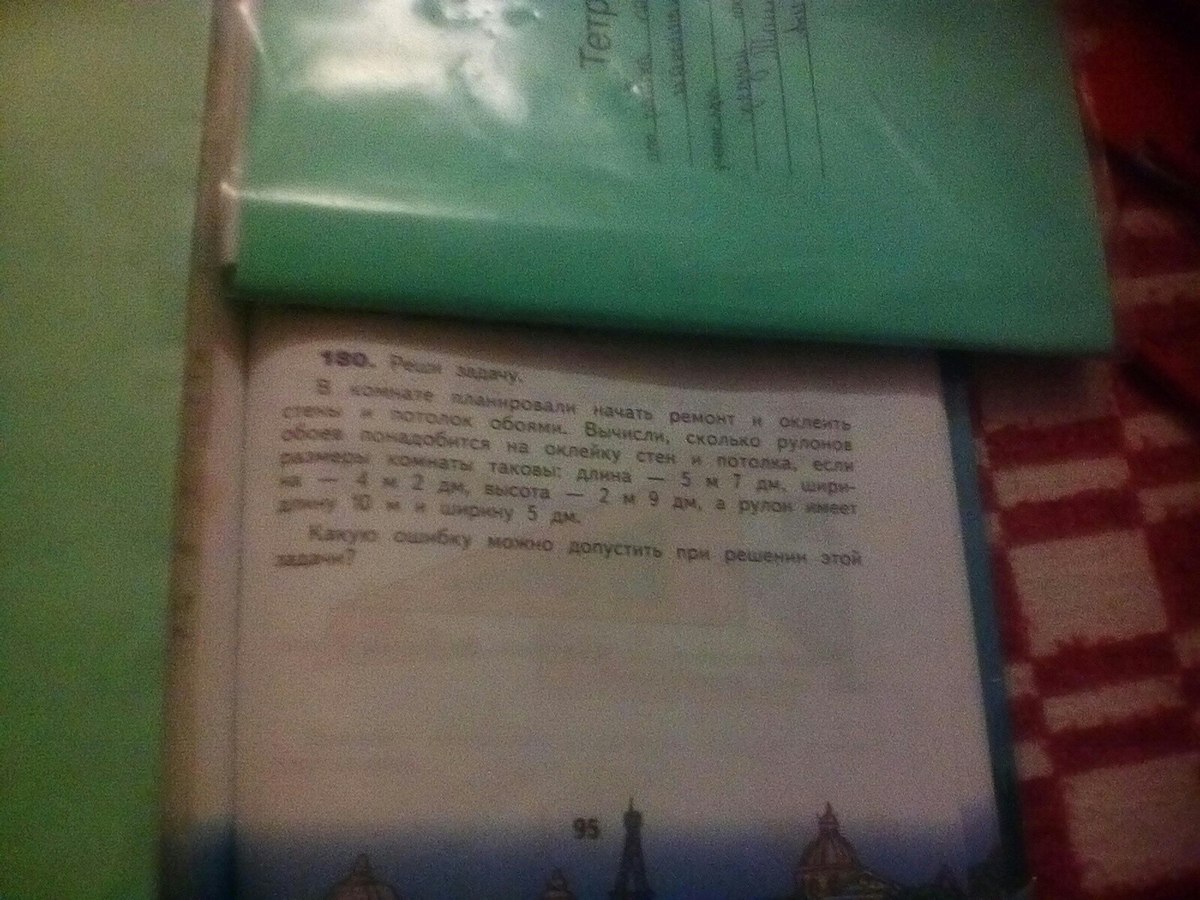 Тетр
180. Реши задачу.
В комнате планировали начать ремонт и оклеить
стены и потолок обоями. Вычисли, сколько рулонов
обоев понадобится на оклейку стен и потолка, если
размеры комнаты таковы: длина — 5 м 7 дм, шири-
на — 4 м 2 дм, высота — 2 м 9 дм, а рулон имеет
длину 10 м и ширину 5 дм.
Какую ошибку можно допустить при решении этой
задачи?
95